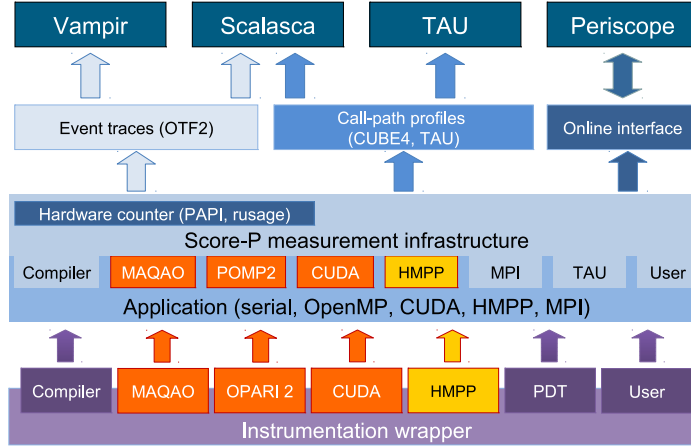 Vampir
Scalasca
TAU
Periscope
Event traces (OTF2)
Call-path profiles
(CUBE4, TAU)
Online interface
Hardware counter (PAPI, rusage)
Score-P measurement infrastructure
Compiler
MAQAO
POMP2
CUDA
HMPP
MPI
TAU
User
Application (serial, OpenMP, CUDA, HMPP, MPI)
Compiler
MAQAO
OPARI 2
CUDA
HMPP
PDT
User
Instrumentation wrapper